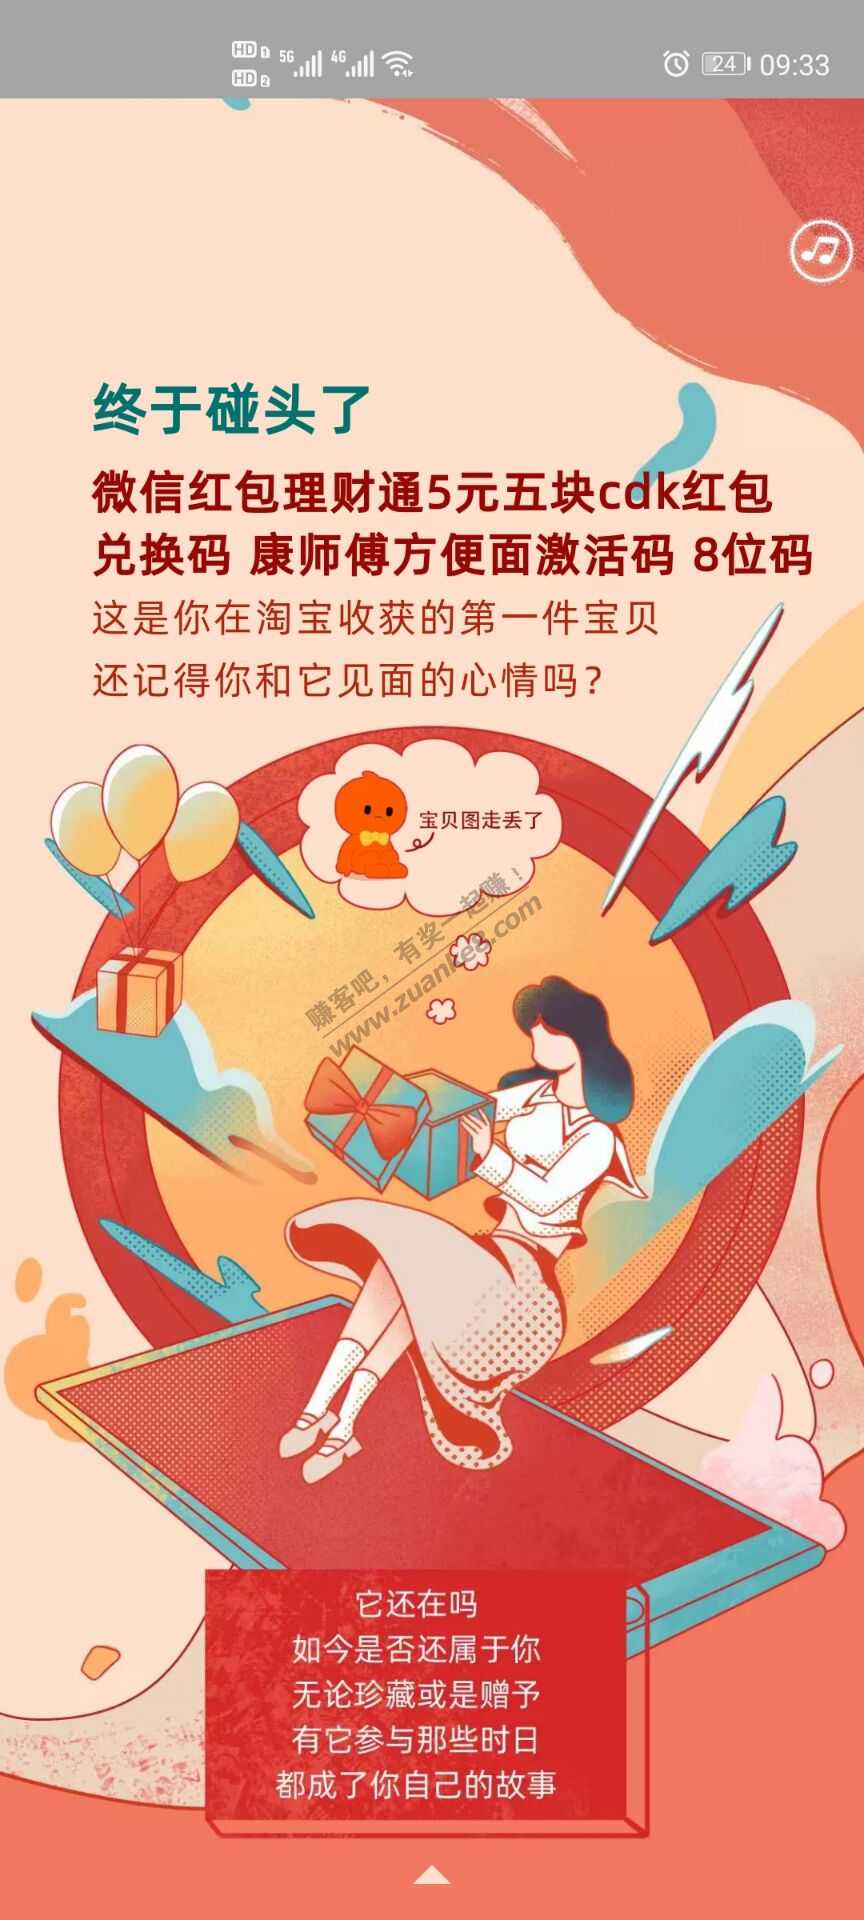 HD 1 5G 4G 24 09:33
HD 2
终于碰头了
微信红包理财通5元五块cdk红包
兑换码 康师傅方便面激活码 8位码
这是你在淘宝收获的第一件宝贝
还记得你和它见面的心情吗？
宝贝图走丢了
赚客吧，有奖一起赚！
www.zuanke8.com
它还在吗
如今是否还属于你
无论珍藏或是赠予
有它参与那些时日
都成了你自己的故事